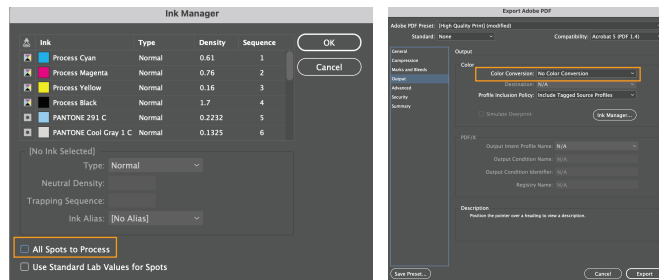 Ink Manager
Ink Type Density Sequence
Process Cyan Normal 0.61 1
Process Magenta Normal 0.76 2
Process Yellow Normal 0.16 3
Process Black Normal 1.7 4
PANTONE 291 C Normal 0.2232 5
PANTONE Cool Gray 1 C Normal 0.1325 6
OK
Cancel
[No Ink Selected]
Type: Normal
Neutral Density:
Trapping Sequence:
Ink Alias: [No Alias]
All Spots to Process
Use Standard Lab Values for Spots
Export Adobe PDF
Adobe PDF Preset: [High Quality Print] (modified)
Standard: None Compatibility: Acrobat 5 (PDF 1.4)
General
Compression
Marks and Bleeds
Output
Advanced
Security
Summary
Output
Color
Color Conversion: No Color Conversion
Destination: N/A
Profile Inclusion Policy: Include Tagged Source Profiles
Simulate Overprint Ink Manager...
PDF/X
Output Intent Profile Name: N/A
Output Condition Name: N/A
Output Condition Identifier: N/A
Registry Name: N/A
Description
Position the pointer over a heading to view a description.
Save Preset... Cancel Export